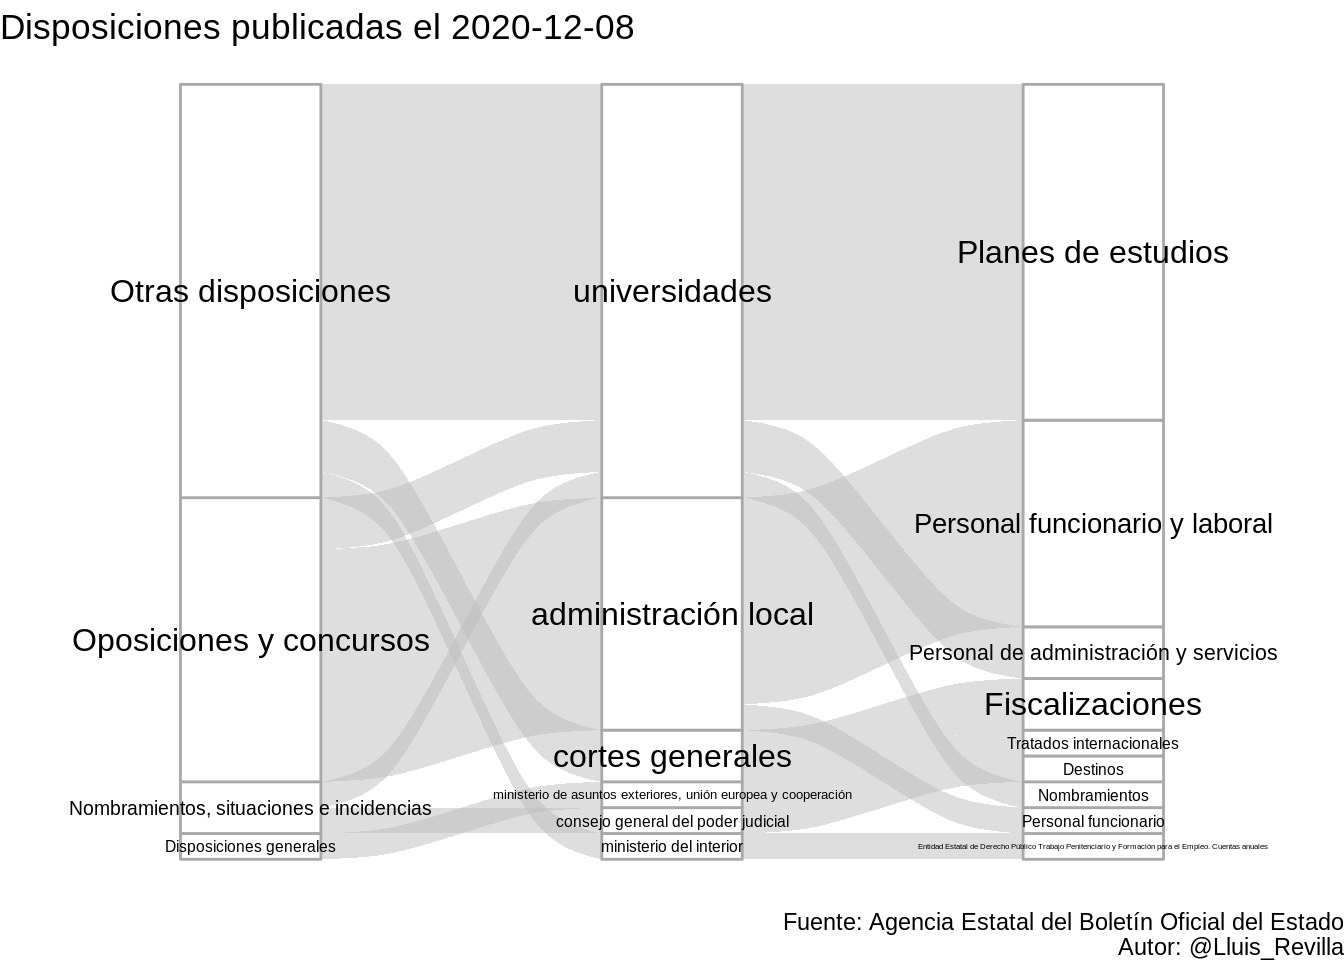 Disposiciones publicadas el 2020-12-08
Otras disposiciones
Oposiciones y concursos
Nombramientos, situaciones e incidencias
Disposiciones generales
universidades
administración local
cortes generales
ministerio de asuntos exteriores, unión europea y cooperación
consejo general del poder judicial
ministerio del interior
Planes de estudios
Personal funcionario y laboral
Personal de administración y servicios
Fiscalizaciones
Tratados internacionales
Destinos
Nombramientos
Personal funcionario
Entidad Estatal de Derecho Público Trabajo Penitenciario y Formación para el Empleo. Cuentas anuales
Fuente: Agencia Estatal del Boletín Oficial del Estado
Autor: @Lluis_Revilla